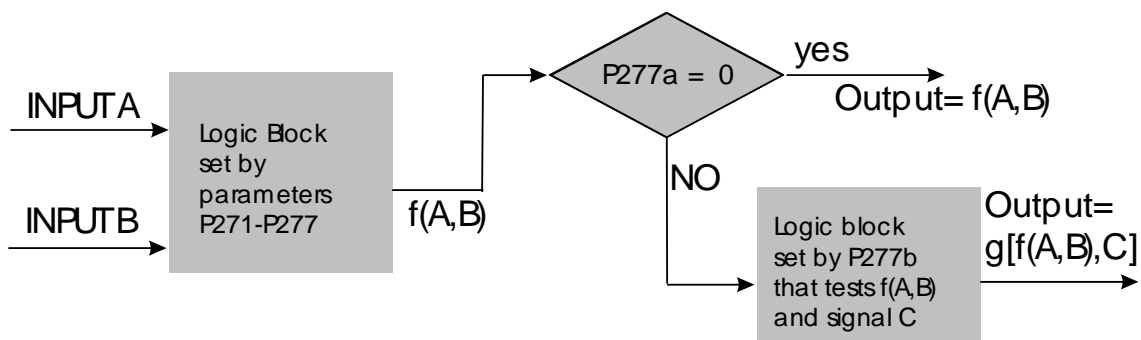 INPUT A
INPUT B
Logic Block
set by
parameters
P271-P277
f(A,B)
P277a = 0
yes
Output= f(A,B)
NO
Logic block
set by P277b
that tests f(A,B)
and signal C
Output=
g[f(A,B),C]